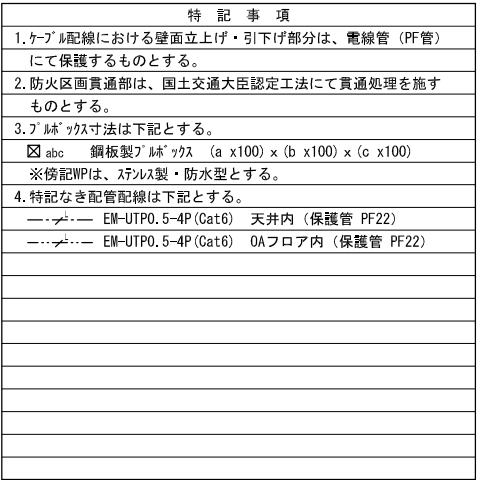 特 記 事 項
1. ｹｰﾌﾞﾙ配線における壁面立上げ・引下げ部分は、電線管（PF管）
にて保護するものとする。
2. 防火区画貫通部は、国土交通大臣認定工法にて貫通処理を施す
ものとする。
3. ﾌﾟﾙﾎﾞｯｸｽ寸法は下記とする。
☒ abc 鋼板製ﾌﾟﾙﾎﾞｯｸｽ (a x100) x (b x100) x (c x100)
※傍記WPは、ｽﾃﾝﾚｽ製・防水型とする。
4. 特記なき配管配線は下記とする。
EM-UTP0.5-4P(Cat6) 天井内（保護管 PF22）
EM-UTP0.5-4P(Cat6) OAフロア内（保護管 PF22）